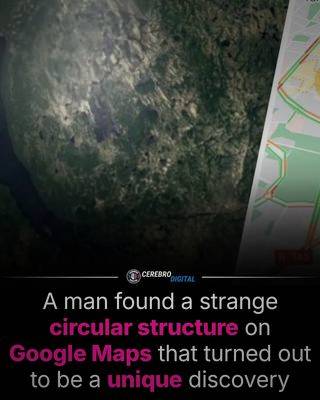 CEREBRO
DIGITAL
A man found a strange
circular structure on
Google Maps that turned out
to be a unique discovery